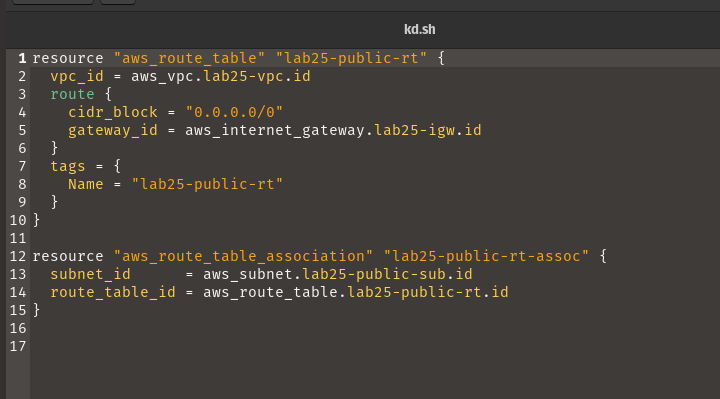 kd.sh
1 resource "aws_route_table" "lab25-public-rt" {
2   vpc_id = aws_vpc.lab25-vpc.id
3   route {
4     cidr_block = "0.0.0.0/0"
5     gateway_id = aws_internet_gateway.lab25-igw.id
6   }
7   tags = {
8     Name = "lab25-public-rt"
9   }
10 }
11
12 resource "aws_route_table_association" "lab25-public-rt-assoc" {
13   subnet_id      = aws_subnet.lab25-public-sub.id
14   route_table_id = aws_route_table.lab25-public-rt.id
15 }
16
17